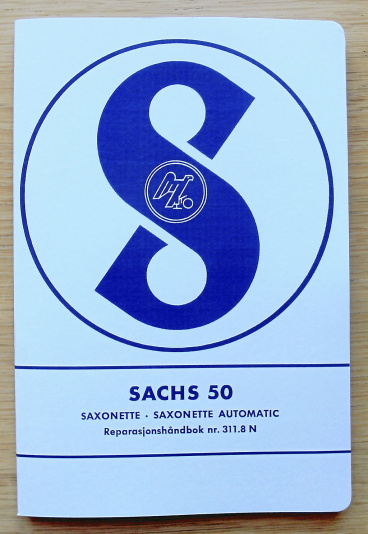 SACHS 50
SAXONETTE · SAXONETTE AUTOMATIC
Reparasjonshåndbok nr. 311.8 N